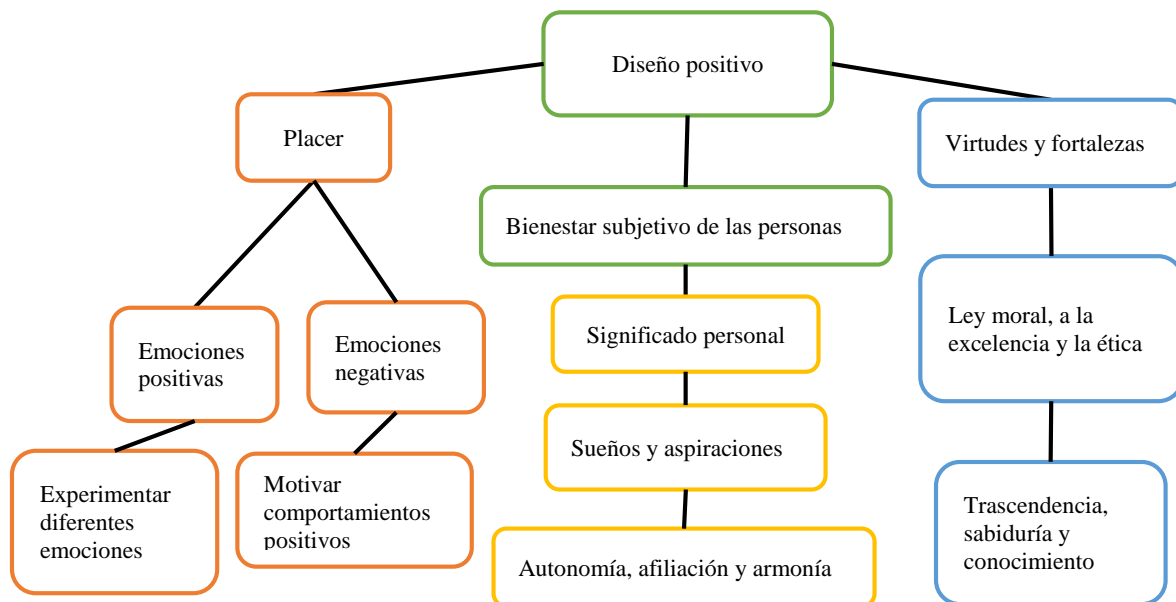 Diseño positivo
Placer
Virtudes y fortalezas
Bienestar subjetivo de las personas
Emociones
positivas
Emociones
negativas
Significado personal
Ley moral, a la
excelencia y la ética
Sueños y aspiraciones
Experimentar
diferentes
emociones
Motivar
comportamientos
positivos
Autonomía, afiliación y armonía
Trascendencia,
sabiduría y
conocimiento